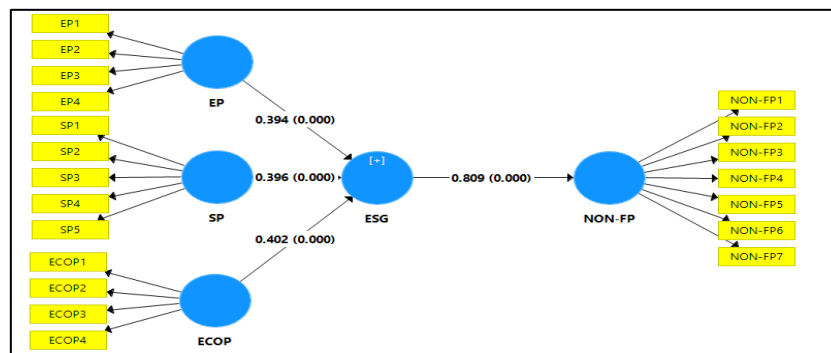 EP1
EP2
EP3
EP4
EP
SP1
SP2
SP3
SP4
SP5
SP
ECOP1
ECOP2
ECOP3
ECOP4
ECOP
0.394 (0.000)
0.396 (0.000)
0.402 (0.000)
[+]
ESG
0.809 (0.000)
NON-FP
NON-FP1
NON-FP2
NON-FP3
NON-FP4
NON-FP5
NON-FP6
NON-FP7